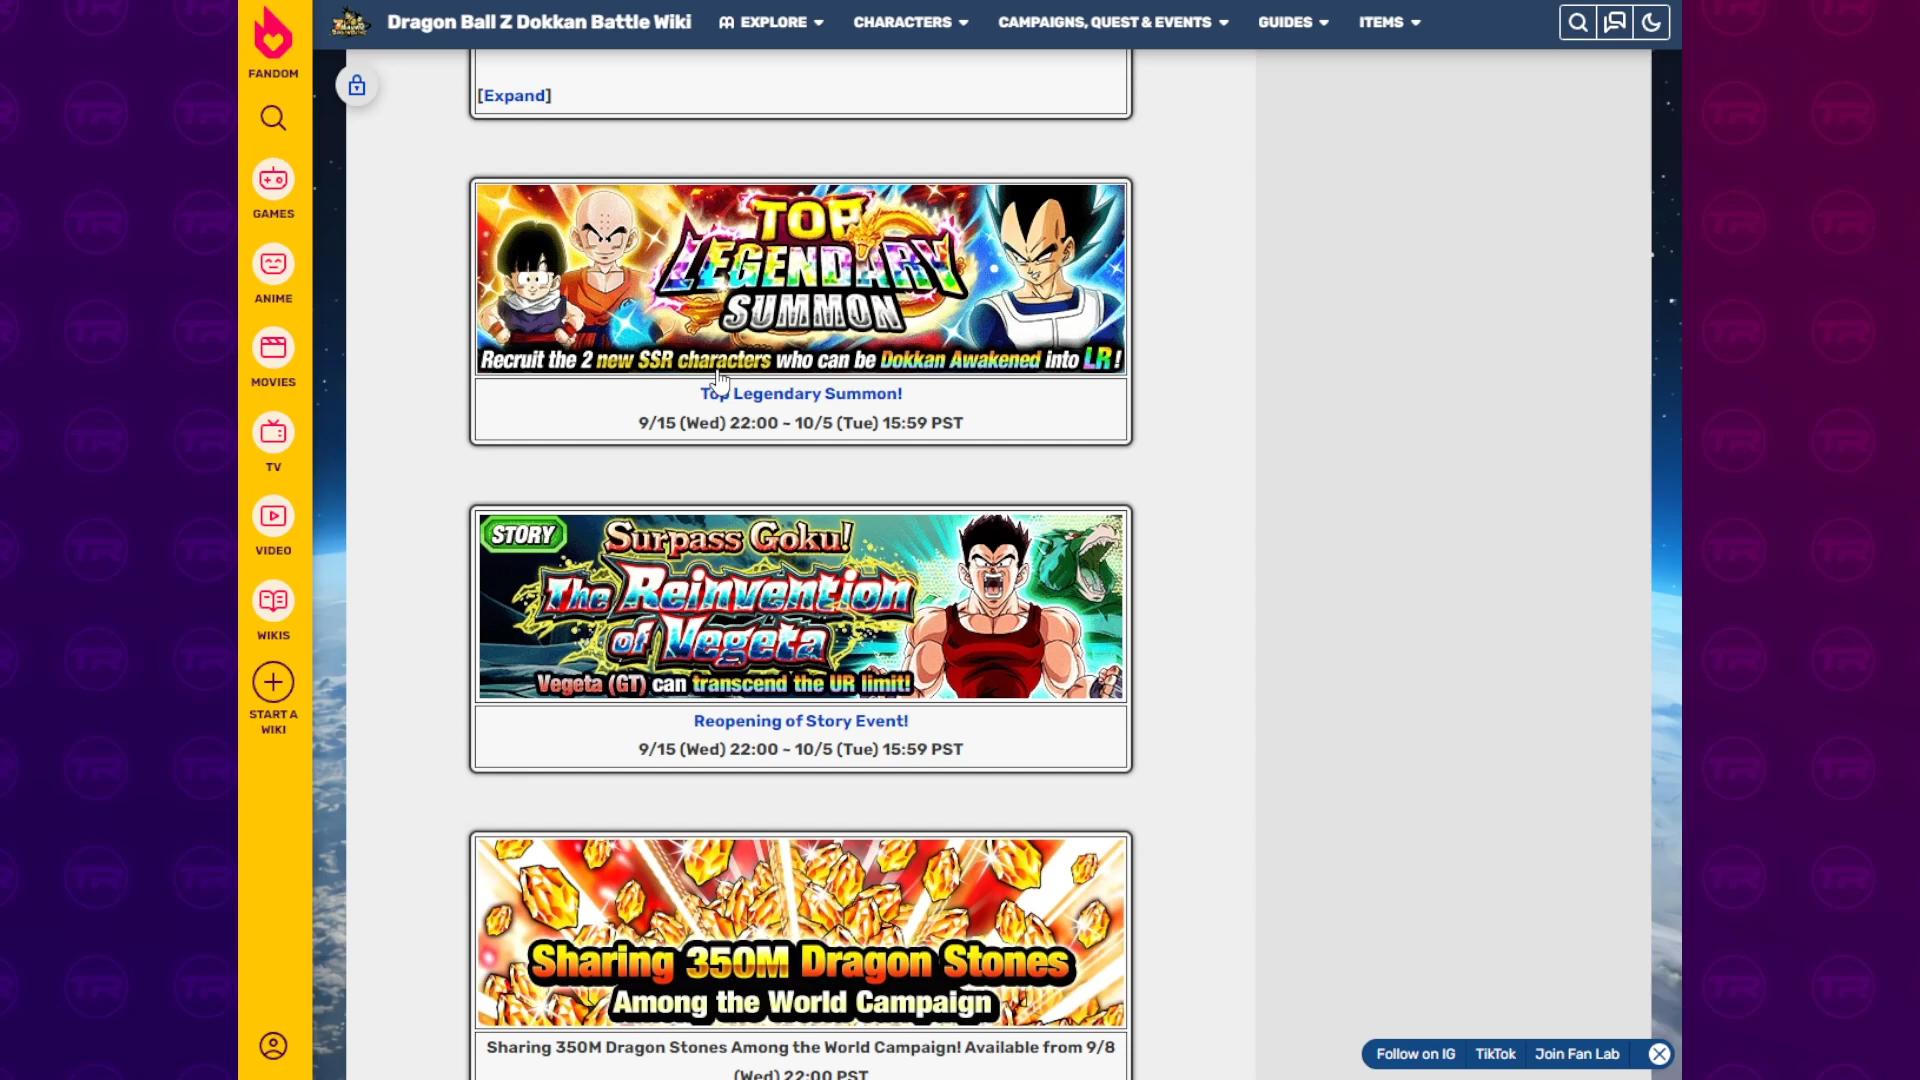 FANDOM
GAMES
ANIME
MOVIES
TV
VIDEO
WIKIS
START A
WIKI
Dragon Ball Z Dokkan Battle Wiki
EXPLORE
CHARACTERS
CAMPAIGNS, QUEST & EVENTS
GUIDES
ITEMS
[Expand]
TOP
LEGENDARY
SUMMON
Recruit the 2 new SSR characters who can be Dokkan Awakened into LR!
Top Legendary Summon!
9/15 (Wed) 22:00 ~ 10/5 (Tue) 15:59 PST
STORY
Surpass Goku!
The Reinvention
of Vegeta
Vegeta (GT) can transcend the UR limit!
Reopening of Story Event!
9/15 (Wed) 22:00 ~ 10/5 (Tue) 15:59 PST
Sharing 350M Dragon Stones
Among the World Campaign
Sharing 350M Dragon Stones Among the World Campaign! Available from 9/8
(Wed) 22:00 PST
Follow on IG
TikTok
Join Fan Lab